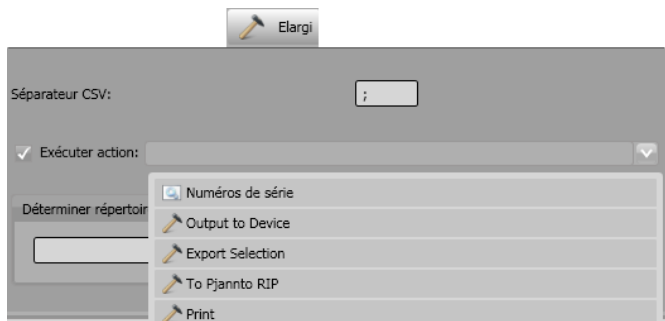 Elargi
Séparateur CSV:
;
Exécuter action:
Numéros de série
Déterminer répertoir
Output to Device
Export Selection
To Pjannto RIP
Print